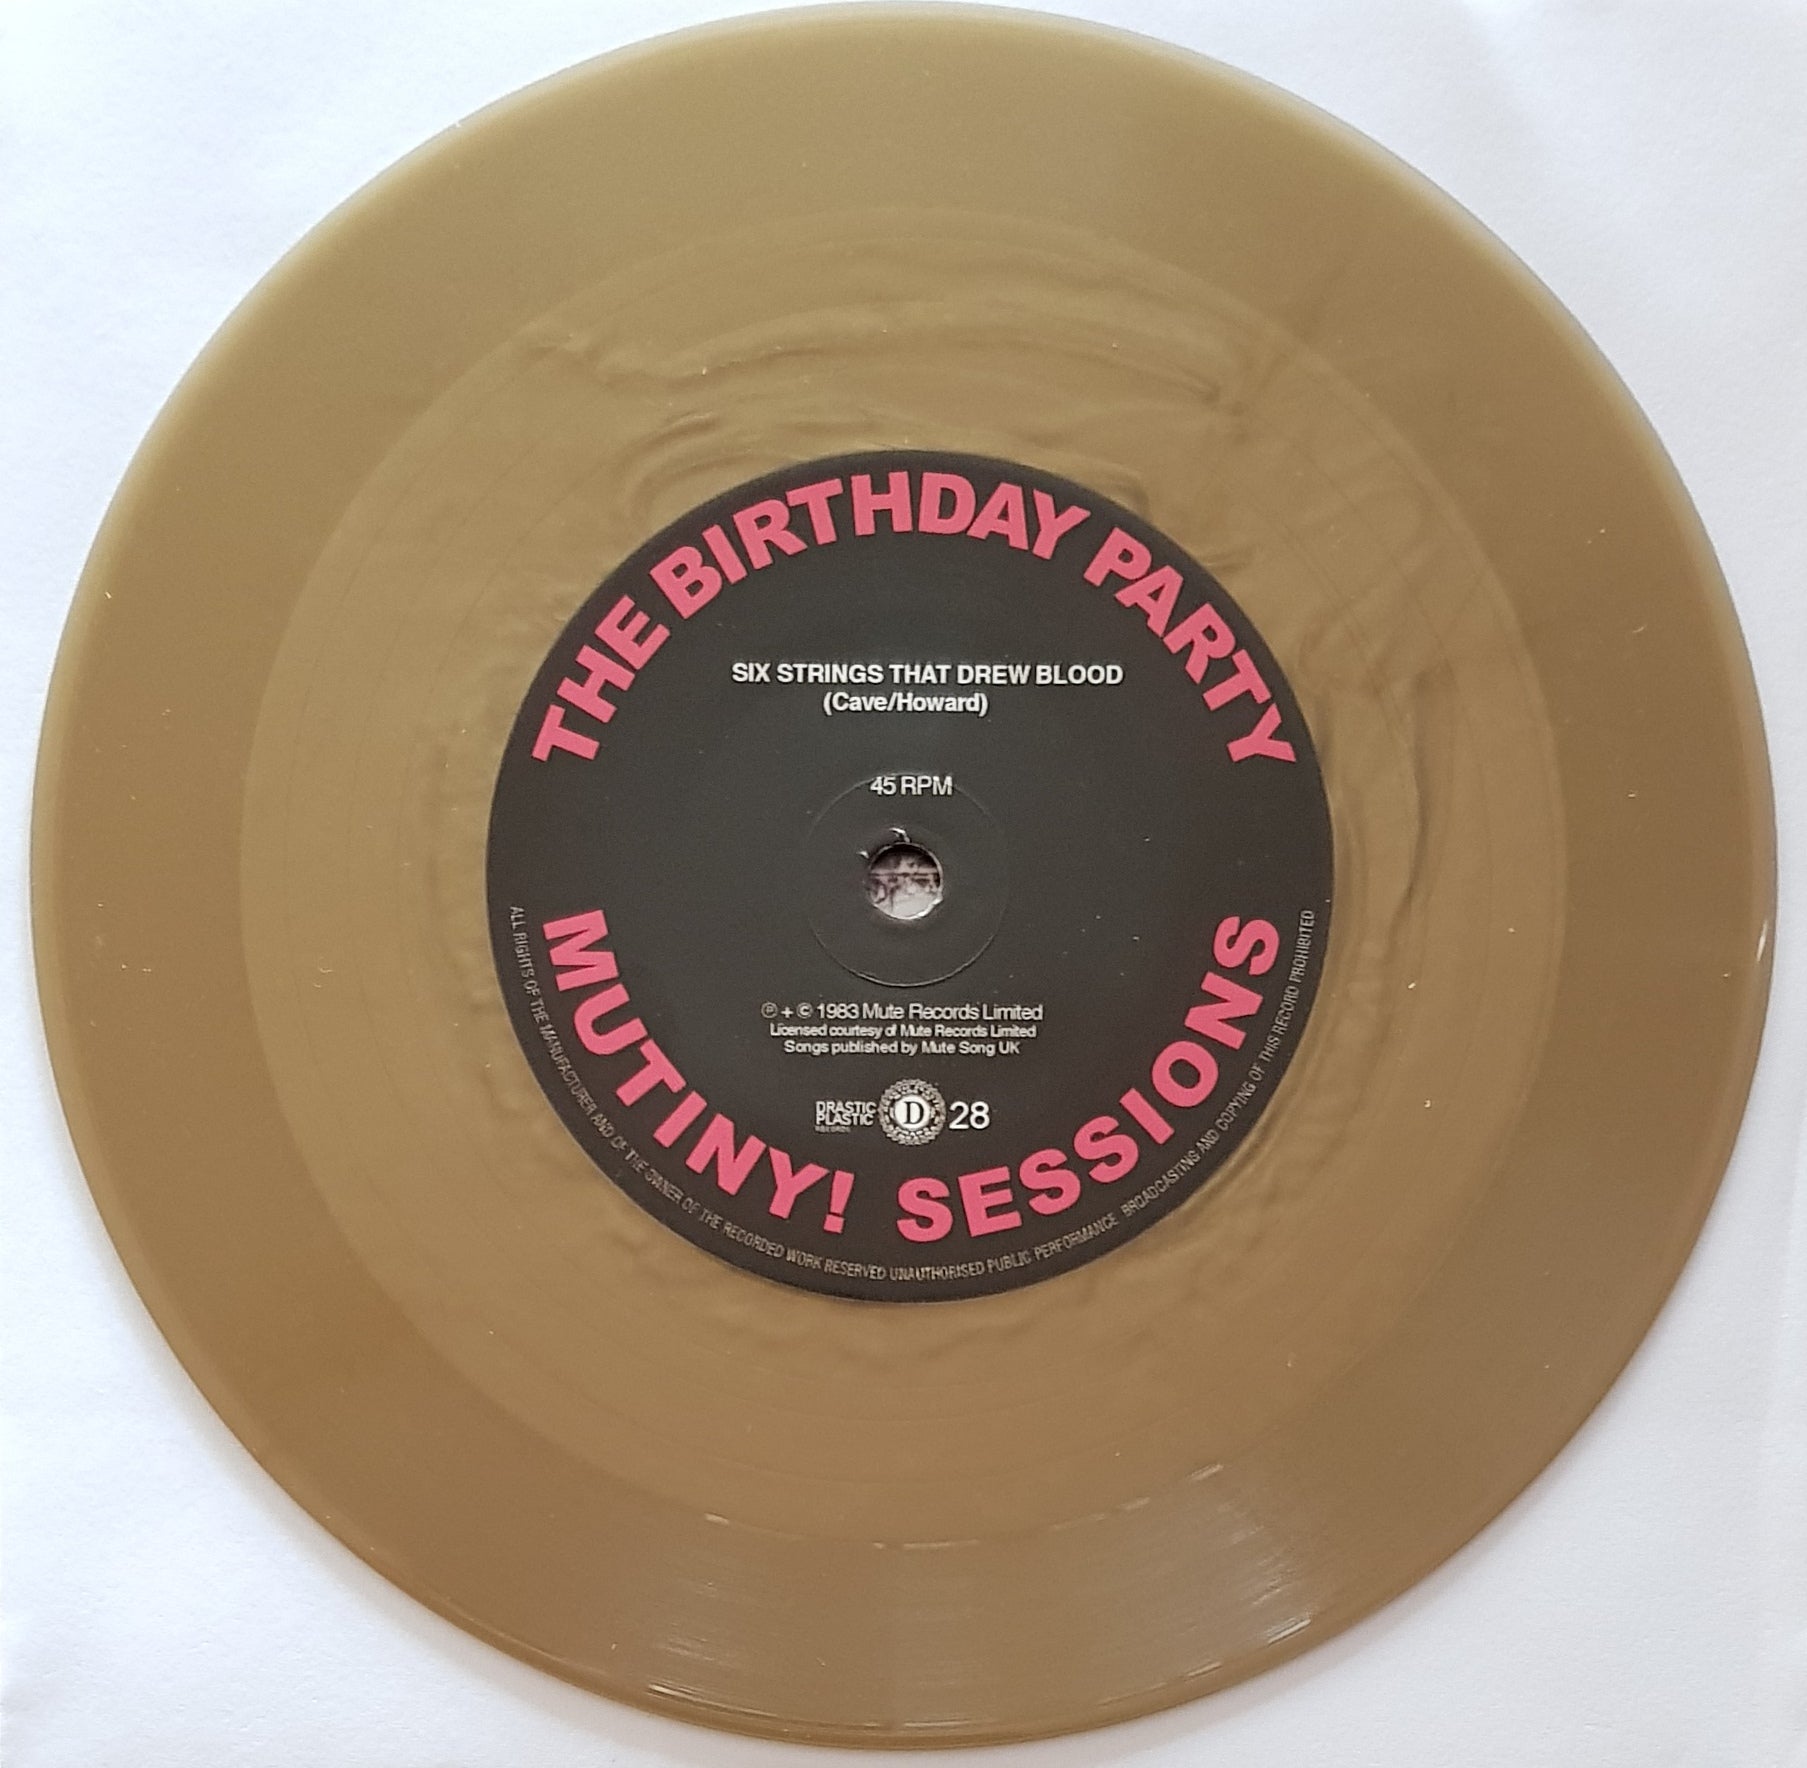 THE BIRTHDAY PARTY
SIX STRINGS THAT DREW BLOOD
(Cave/Howard)
45 RPM
℗ + © 1983 Mute Records Limited
Licensed courtesy of Mute Records Limited
Songs published by Mute Song UK
DRASTIC
PLASTIC
RECORDS
D
28
MUTINY! SESSIONS
ALL RIGHTS OF THE MANUFACTURER AND OF THE OWNER OF THE RECORDED WORK RESERVED UNAUTHORISED PUBLIC PERFORMANCE BROADCASTING AND COPYING OF THIS RECORD PROHIBITED